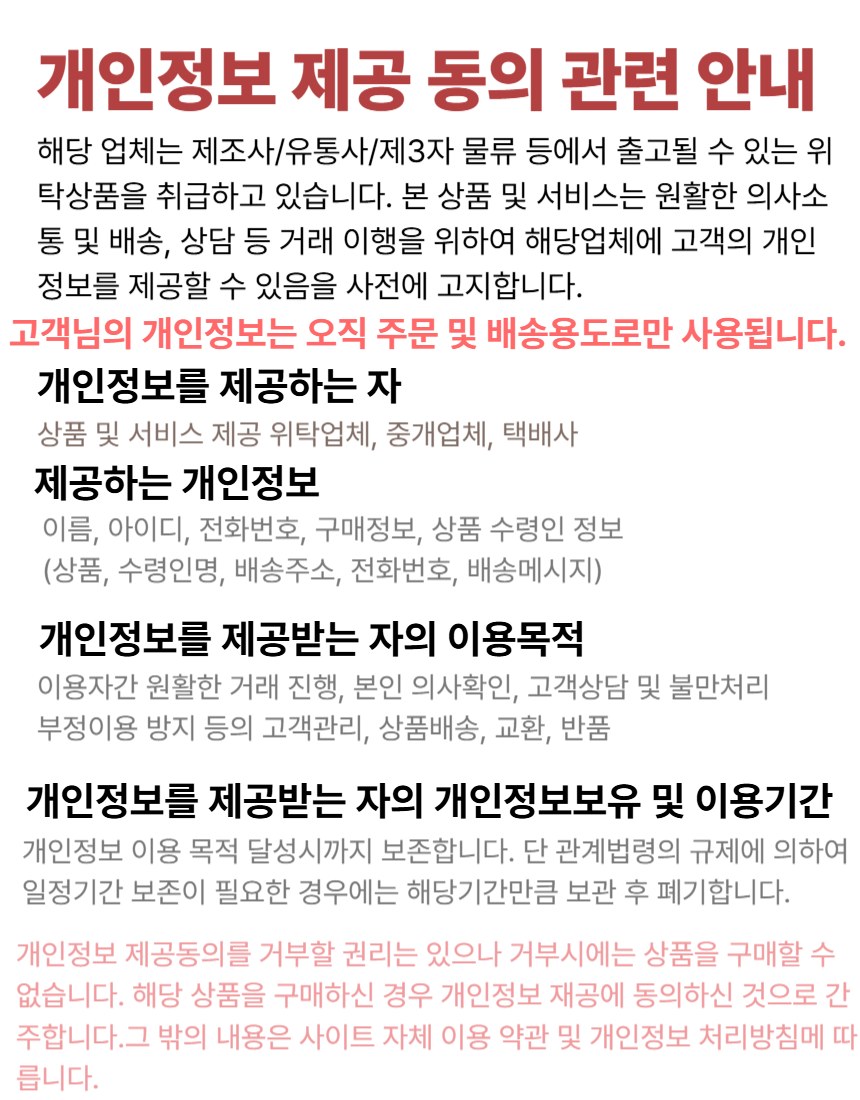 개인정보 제공 동의 관련 안내
해당 업체는 제조사/유통사/제3자 물류 등에서 출고될 수 있는 위
탁상품을 취급하고 있습니다. 본 상품 및 서비스는 원활한 의사소
통 및 배송, 상담 등 거래 이행을 위하여 해당업체에 고객의 개인
정보를 제공할 수 있음을 사전에 고지합니다.
고객님의 개인정보는 오직 주문 및 배송용도로만 사용됩니다.
개인정보를 제공하는 자
상품 및 서비스 제공 위탁업체, 중개업체, 택배사
제공하는 개인정보
이름, 아이디, 전화번호, 구매정보, 상품 수령인 정보
(상품, 수령인명, 배송주소, 전화번호, 배송메시지)
개인정보를 제공받는 자의 이용목적
이용자간 원활한 거래 진행, 본인 의사확인, 고객상담 및 불만처리
부정이용 방지 등의 고객관리, 상품배송, 교환, 반품
개인정보를 제공받는 자의 개인정보보유 및 이용기간
개인정보 이용 목적 달성시까지 보존합니다. 단 관계법령의 규제에 의하여
일정기간 보존이 필요한 경우에는 해당기간만큼 보관 후 폐기합니다.
개인정보 제공동의를 거부할 권리는 있으나 거부시에는 상품을 구매할 수
없습니다. 해당 상품을 구매하신 경우 개인정보 재공에 동의하신 것으로 간
주합니다.그 밖의 내용은 사이트 자체 이용 약관 및 개인정보 처리방침메 따
릅니다.